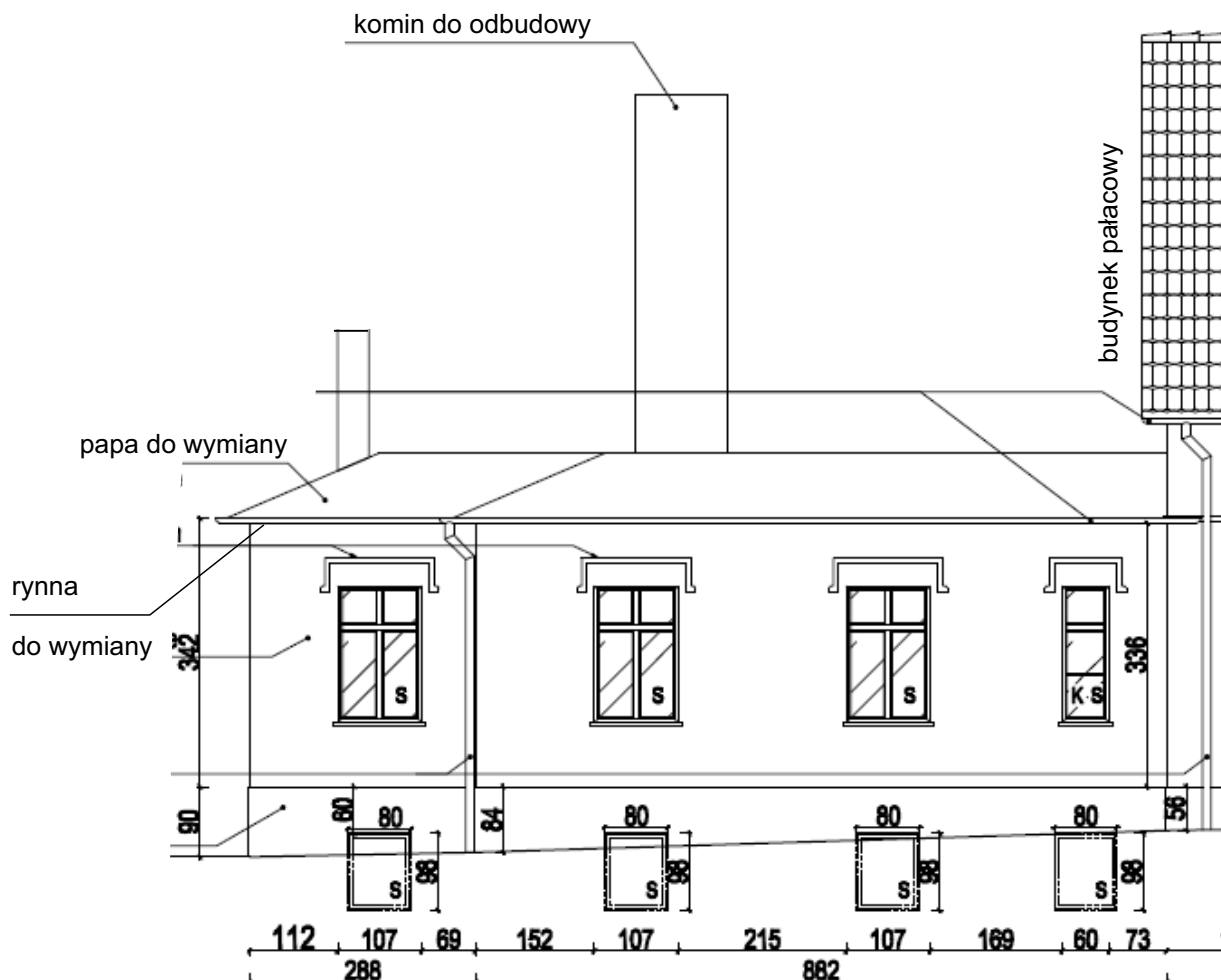 komin do odbudowy
budynek pałacowy
papa do wymiany
rynna
do wymiany
342
336
S
S
S
K S
90
60
80
84
80
80
80
56
98
98
98
98
S
S
S
S
112 107 69 152 107 215 107 169 60 73
288 882